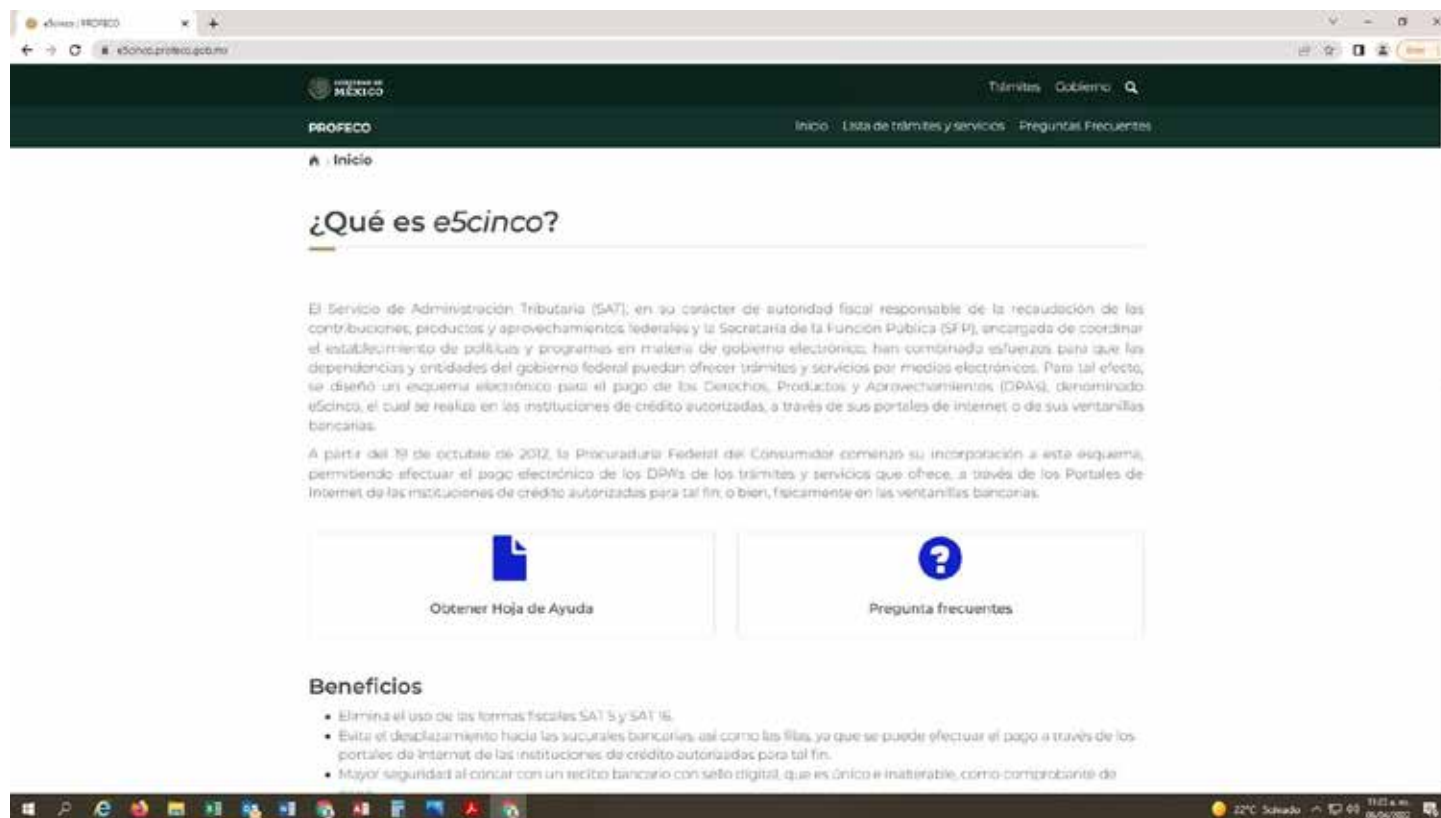 e5cinco | PROFECO
e5cinco.profeco.gob.mx
GOBIERNO DE
MÉXICO
Trámites Gobierno
PROFECO
Inicio Lista de trámites y servicios Preguntas Frecuentes
Inicio
¿Qué es e5cinco?
El Servicio de Administración Tributaria (SAT), en su carácter de autoridad fiscal responsable de la recaudación de las
contribuciones, productos y aprovechamientos federales y la Secretaría de la Función Pública (SFP), encargada de coordinar
el establecimiento de políticas y programas en materia de gobierno electrónico, han combinado esfuerzos para que las
dependencias y entidades del gobierno federal puedan ofrecer trámites y servicios por medios electrónicos. Para tal efecto,
se diseñó un esquema electrónico para el pago de los Derechos, Productos y Aprovechamientos (DPA's), denominado
e5cinco, el cual se realiza en las instituciones de crédito autorizadas, a través de sus portales de internet o de sus ventanillas
bancarias.
A partir del 19 de octubre de 2012, la Procuraduría Federal del Consumidor comenzo su incorporación a este esquema,
permitiendo efectuar el pago electrónico de los DPA's de los trámites y servicios que ofrece, a través de los Portales de
Internet de las instituciones de crédito autorizadas para tal fin; o bien, físicamente en las ventanillas bancarias.
Obtener Hoja de Ayuda
Pregunta frecuentes
Beneficios
Elimina el uso de las formas fiscales SAT 5 y SAT 16.
Evita el desplazamiento hacia las sucursales bancarias, así como las filas, ya que se puede efectuar el pago a través de los
portales de Internet de las instituciones de crédito autorizadas para tal fin.
Mayor seguridad al contar con un recibo bancario con sello digital, que es único e inalterable, como comprobante de
22°C Soleado